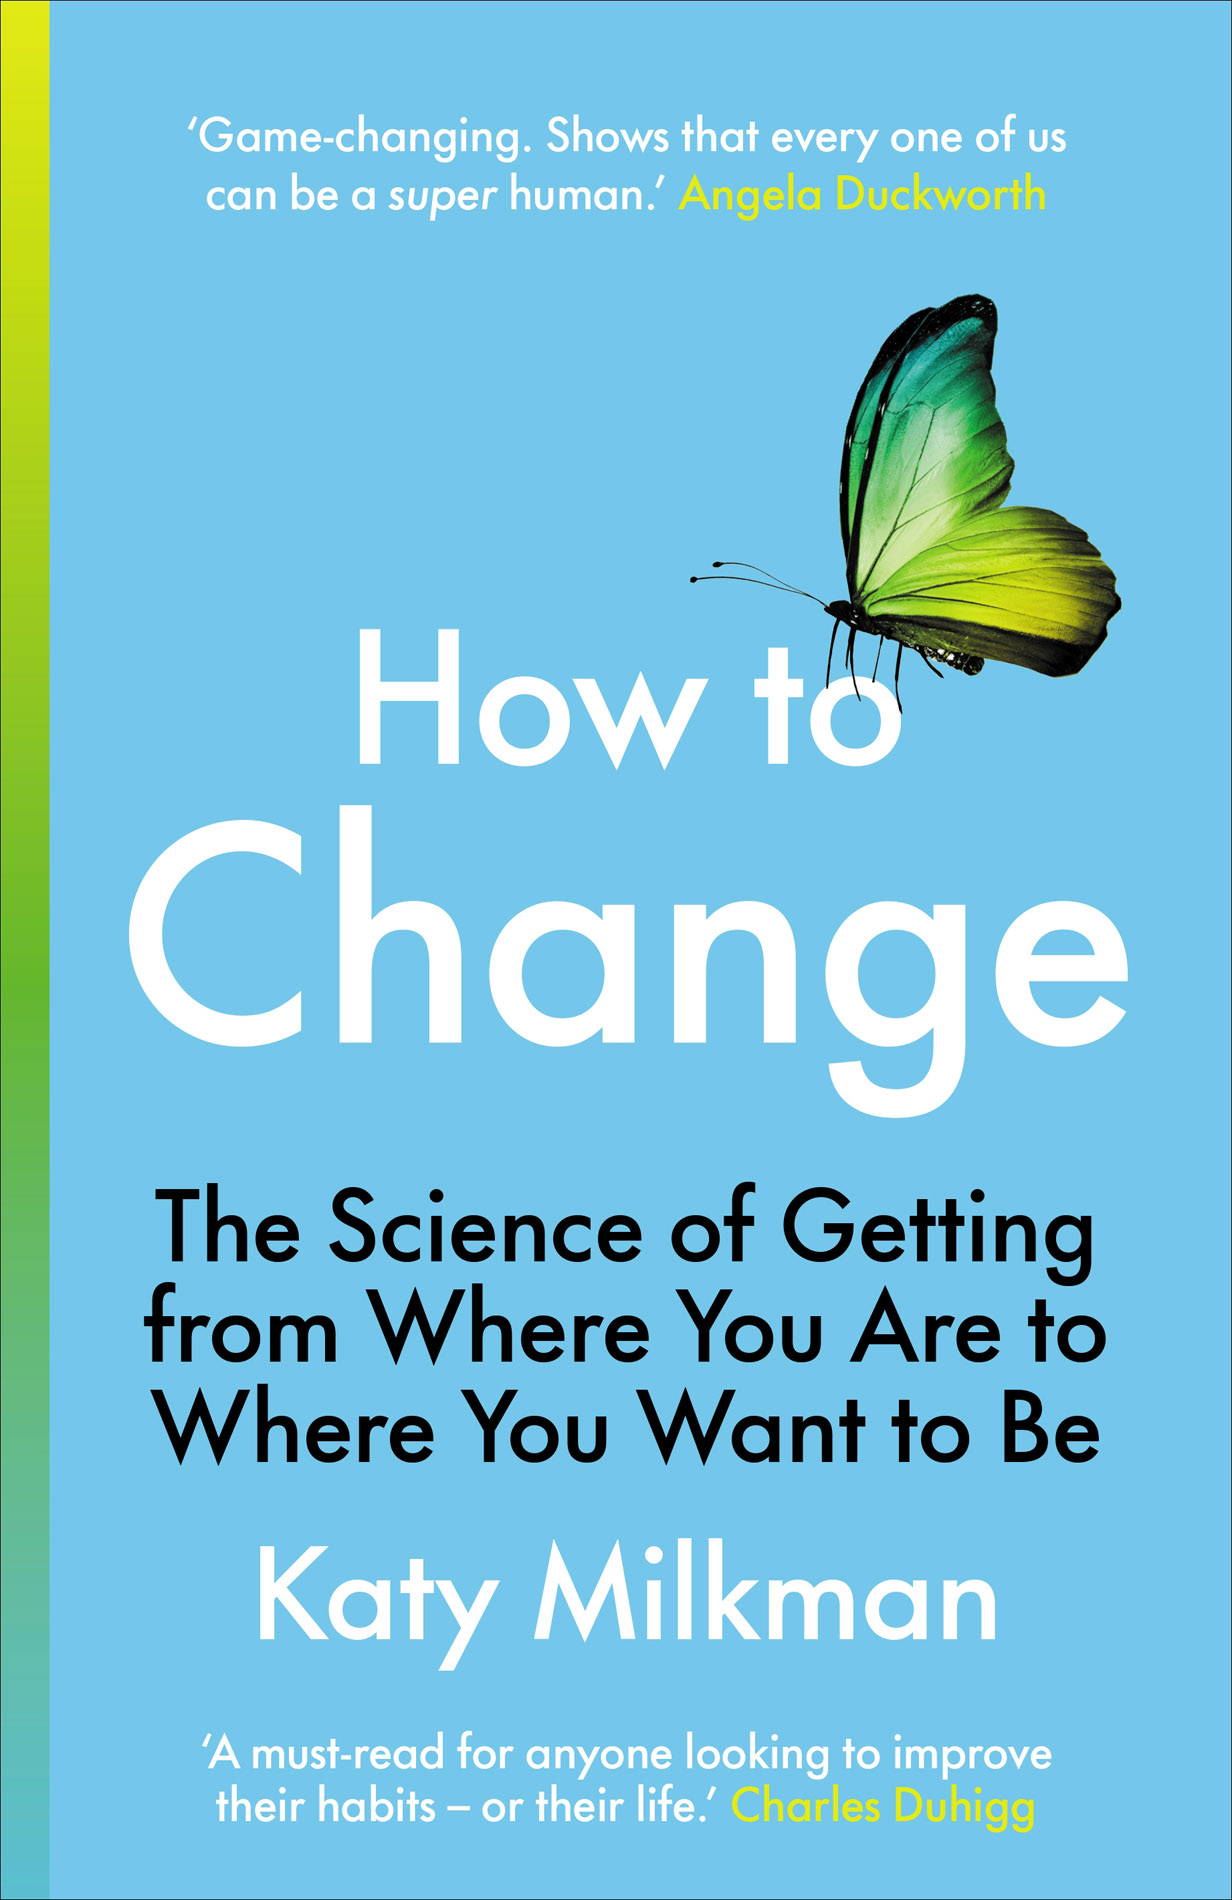 ‘Game-changing. Shows that every one of us
can be a super human.’ Angela Duckworth
How to
Change
The Science of Getting
from Where You Are to
Where You Want to Be
Katy Milkman
‘A must-read for anyone looking to improve
their habits – or their life.’ Charles Duhigg